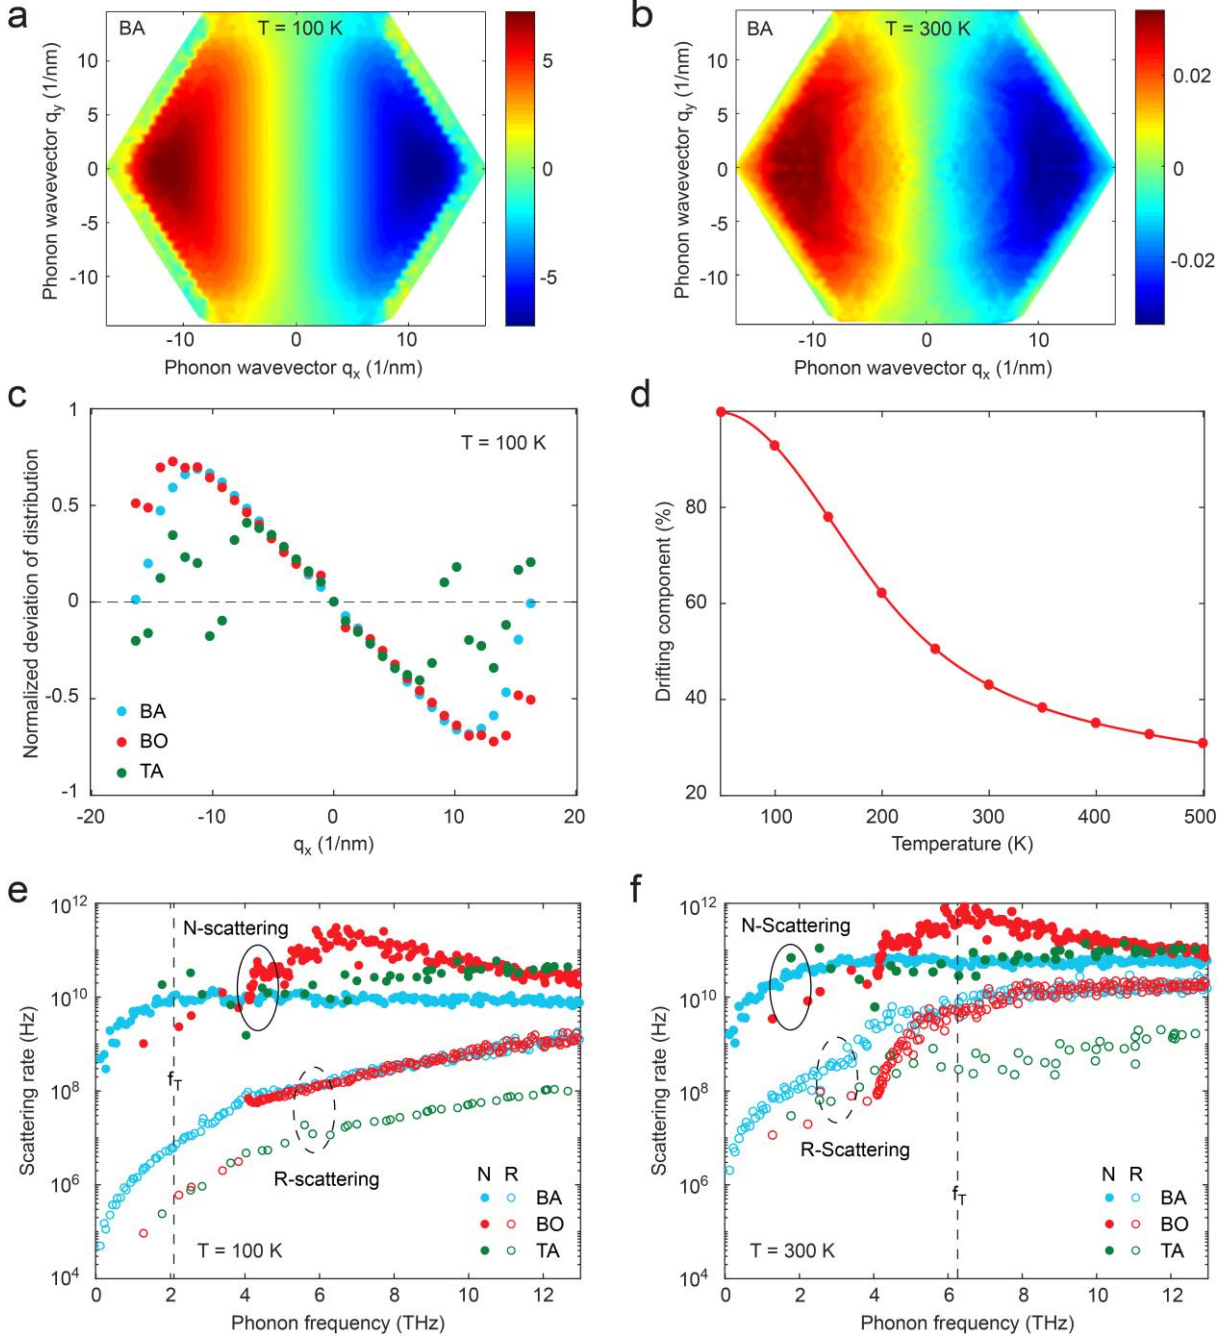 a
BA
T = 100 K
Phonon wavevector q_y (1/nm)
10
5
0
-5
-10
-10
0
10
Phonon wavevector q_x (1/nm)
5
0
-5
b
BA
T = 300 K
Phonon wavevector q_y (1/nm)
10
5
0
-5
-10
-10
0
10
Phonon wavevector q_x (1/nm)
0.02
0
-0.02
c
T = 100 K
Normalized deviation of distribution
1
0.5
0
-0.5
-1
BA
BO
TA
-20
-10
0
10
20
q_x (1/nm)
d
Drifting component (%)
80
60
40
20
100
200
300
400
500
Temperature (K)
e
Scattering rate (Hz)
10^12
10^10
10^8
10^6
10^4
N-scattering
f_T
R-scattering
N R
BA
BO
TA
T = 100 K
0 2 4 6 8 10 12
Phonon frequency (THz)
f
Scattering rate (Hz)
10^12
10^10
10^8
10^6
10^4
N-Scattering
R-Scattering
f_T
N R
BA
BO
TA
T = 300 K
0 2 4 6 8 10 12
Phonon frequency (THz)